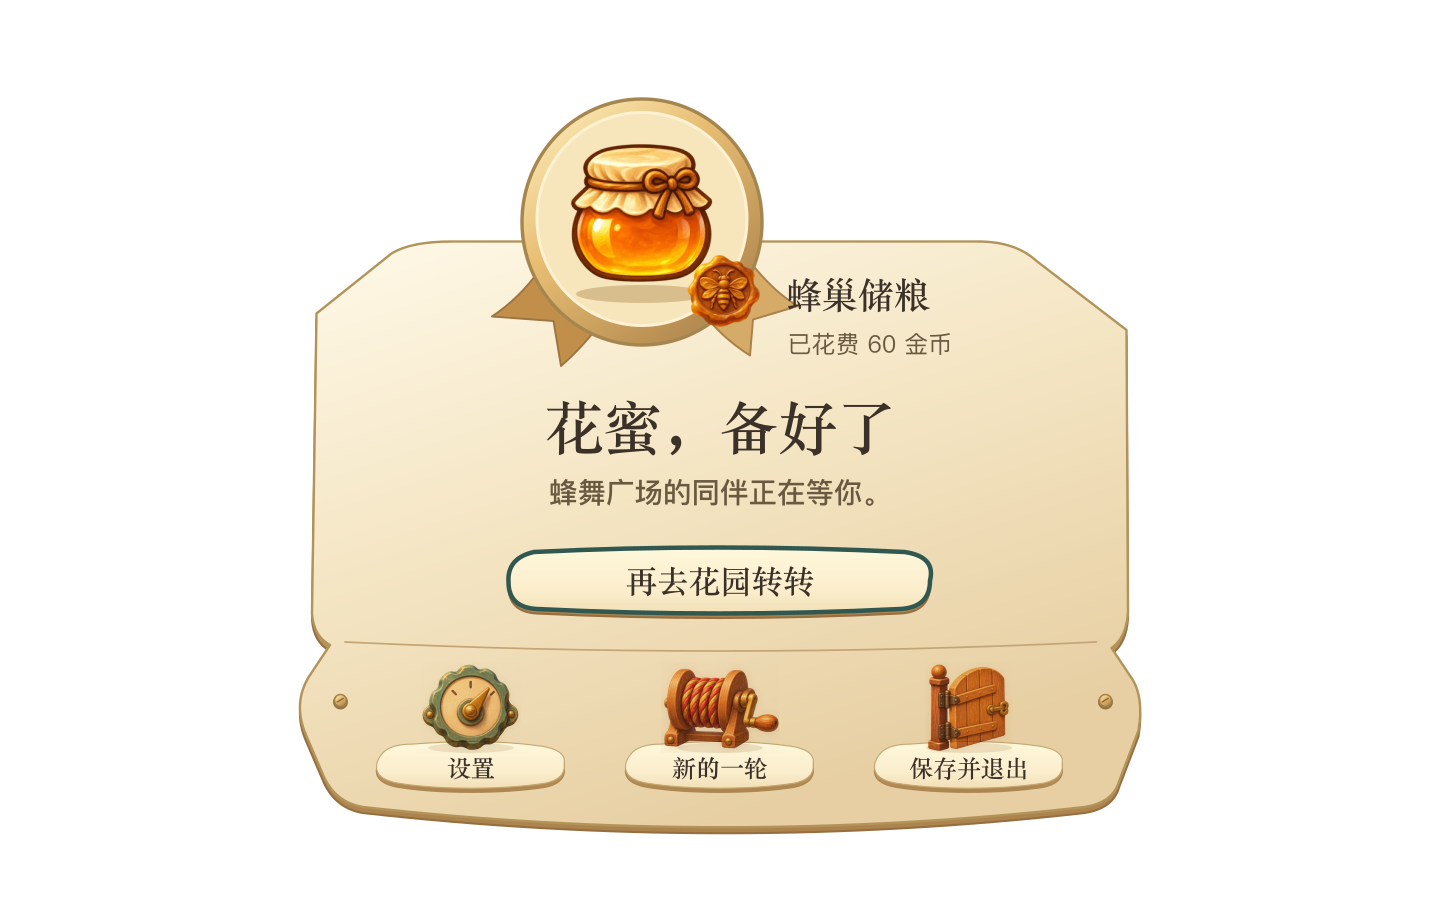 蜂巢储粮
已花费 60 金币
花蜜，备好了
蜂舞广场的同伴正在等你。
再去花园转转
设置
新的一轮
保存并退出